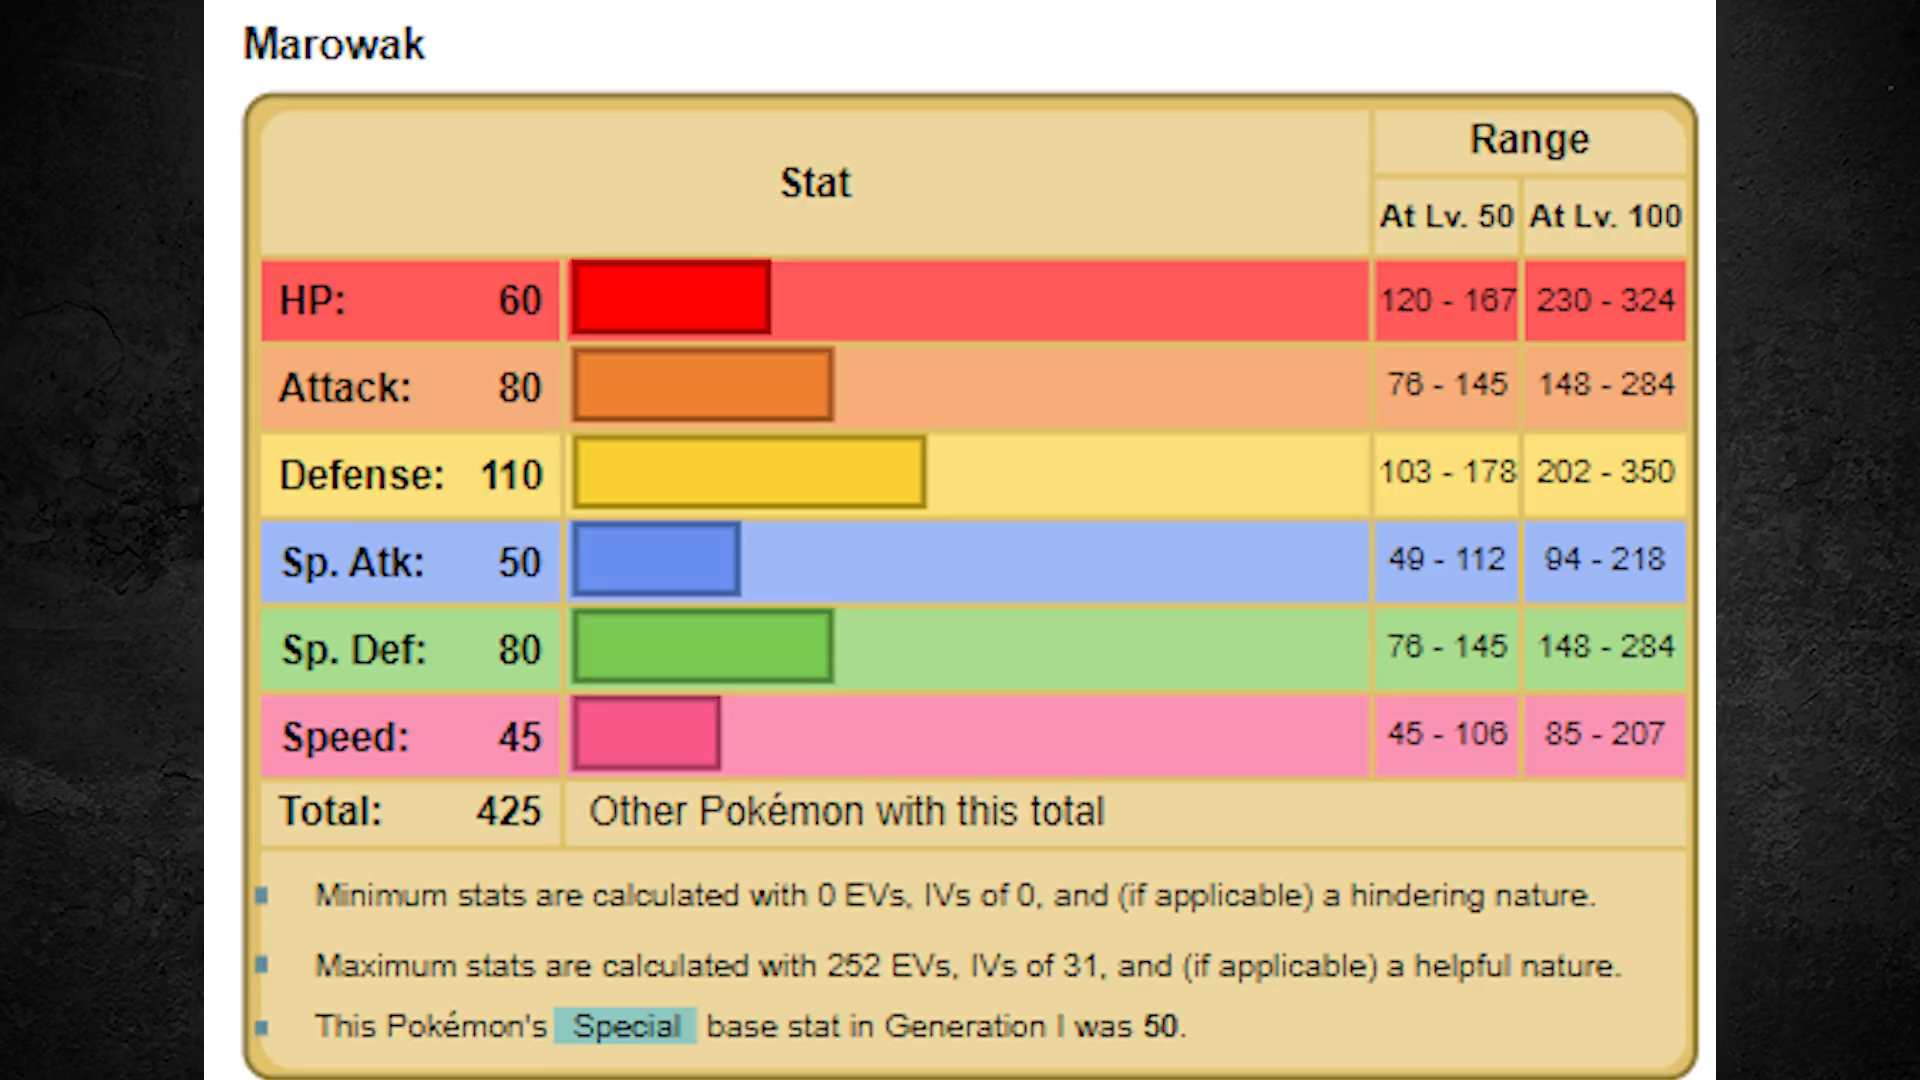 Marowak
Stat
Range
At Lv. 50 At Lv. 100
HP: 60 120 - 167 230 - 324
Attack: 80 76 - 145 148 - 284
Defense: 110 103 - 178 202 - 350
Sp. Atk: 50 49 - 112 94 - 218
Sp. Def: 80 76 - 145 148 - 284
Speed: 45 45 - 106 85 - 207
Total: 425 Other Pokémon with this total
Minimum stats are calculated with 0 EVs, IVs of 0, and (if applicable) a hindering nature.
Maximum stats are calculated with 252 EVs, IVs of 31, and (if applicable) a helpful nature.
This Pokémon's Special base stat in Generation I was 50.